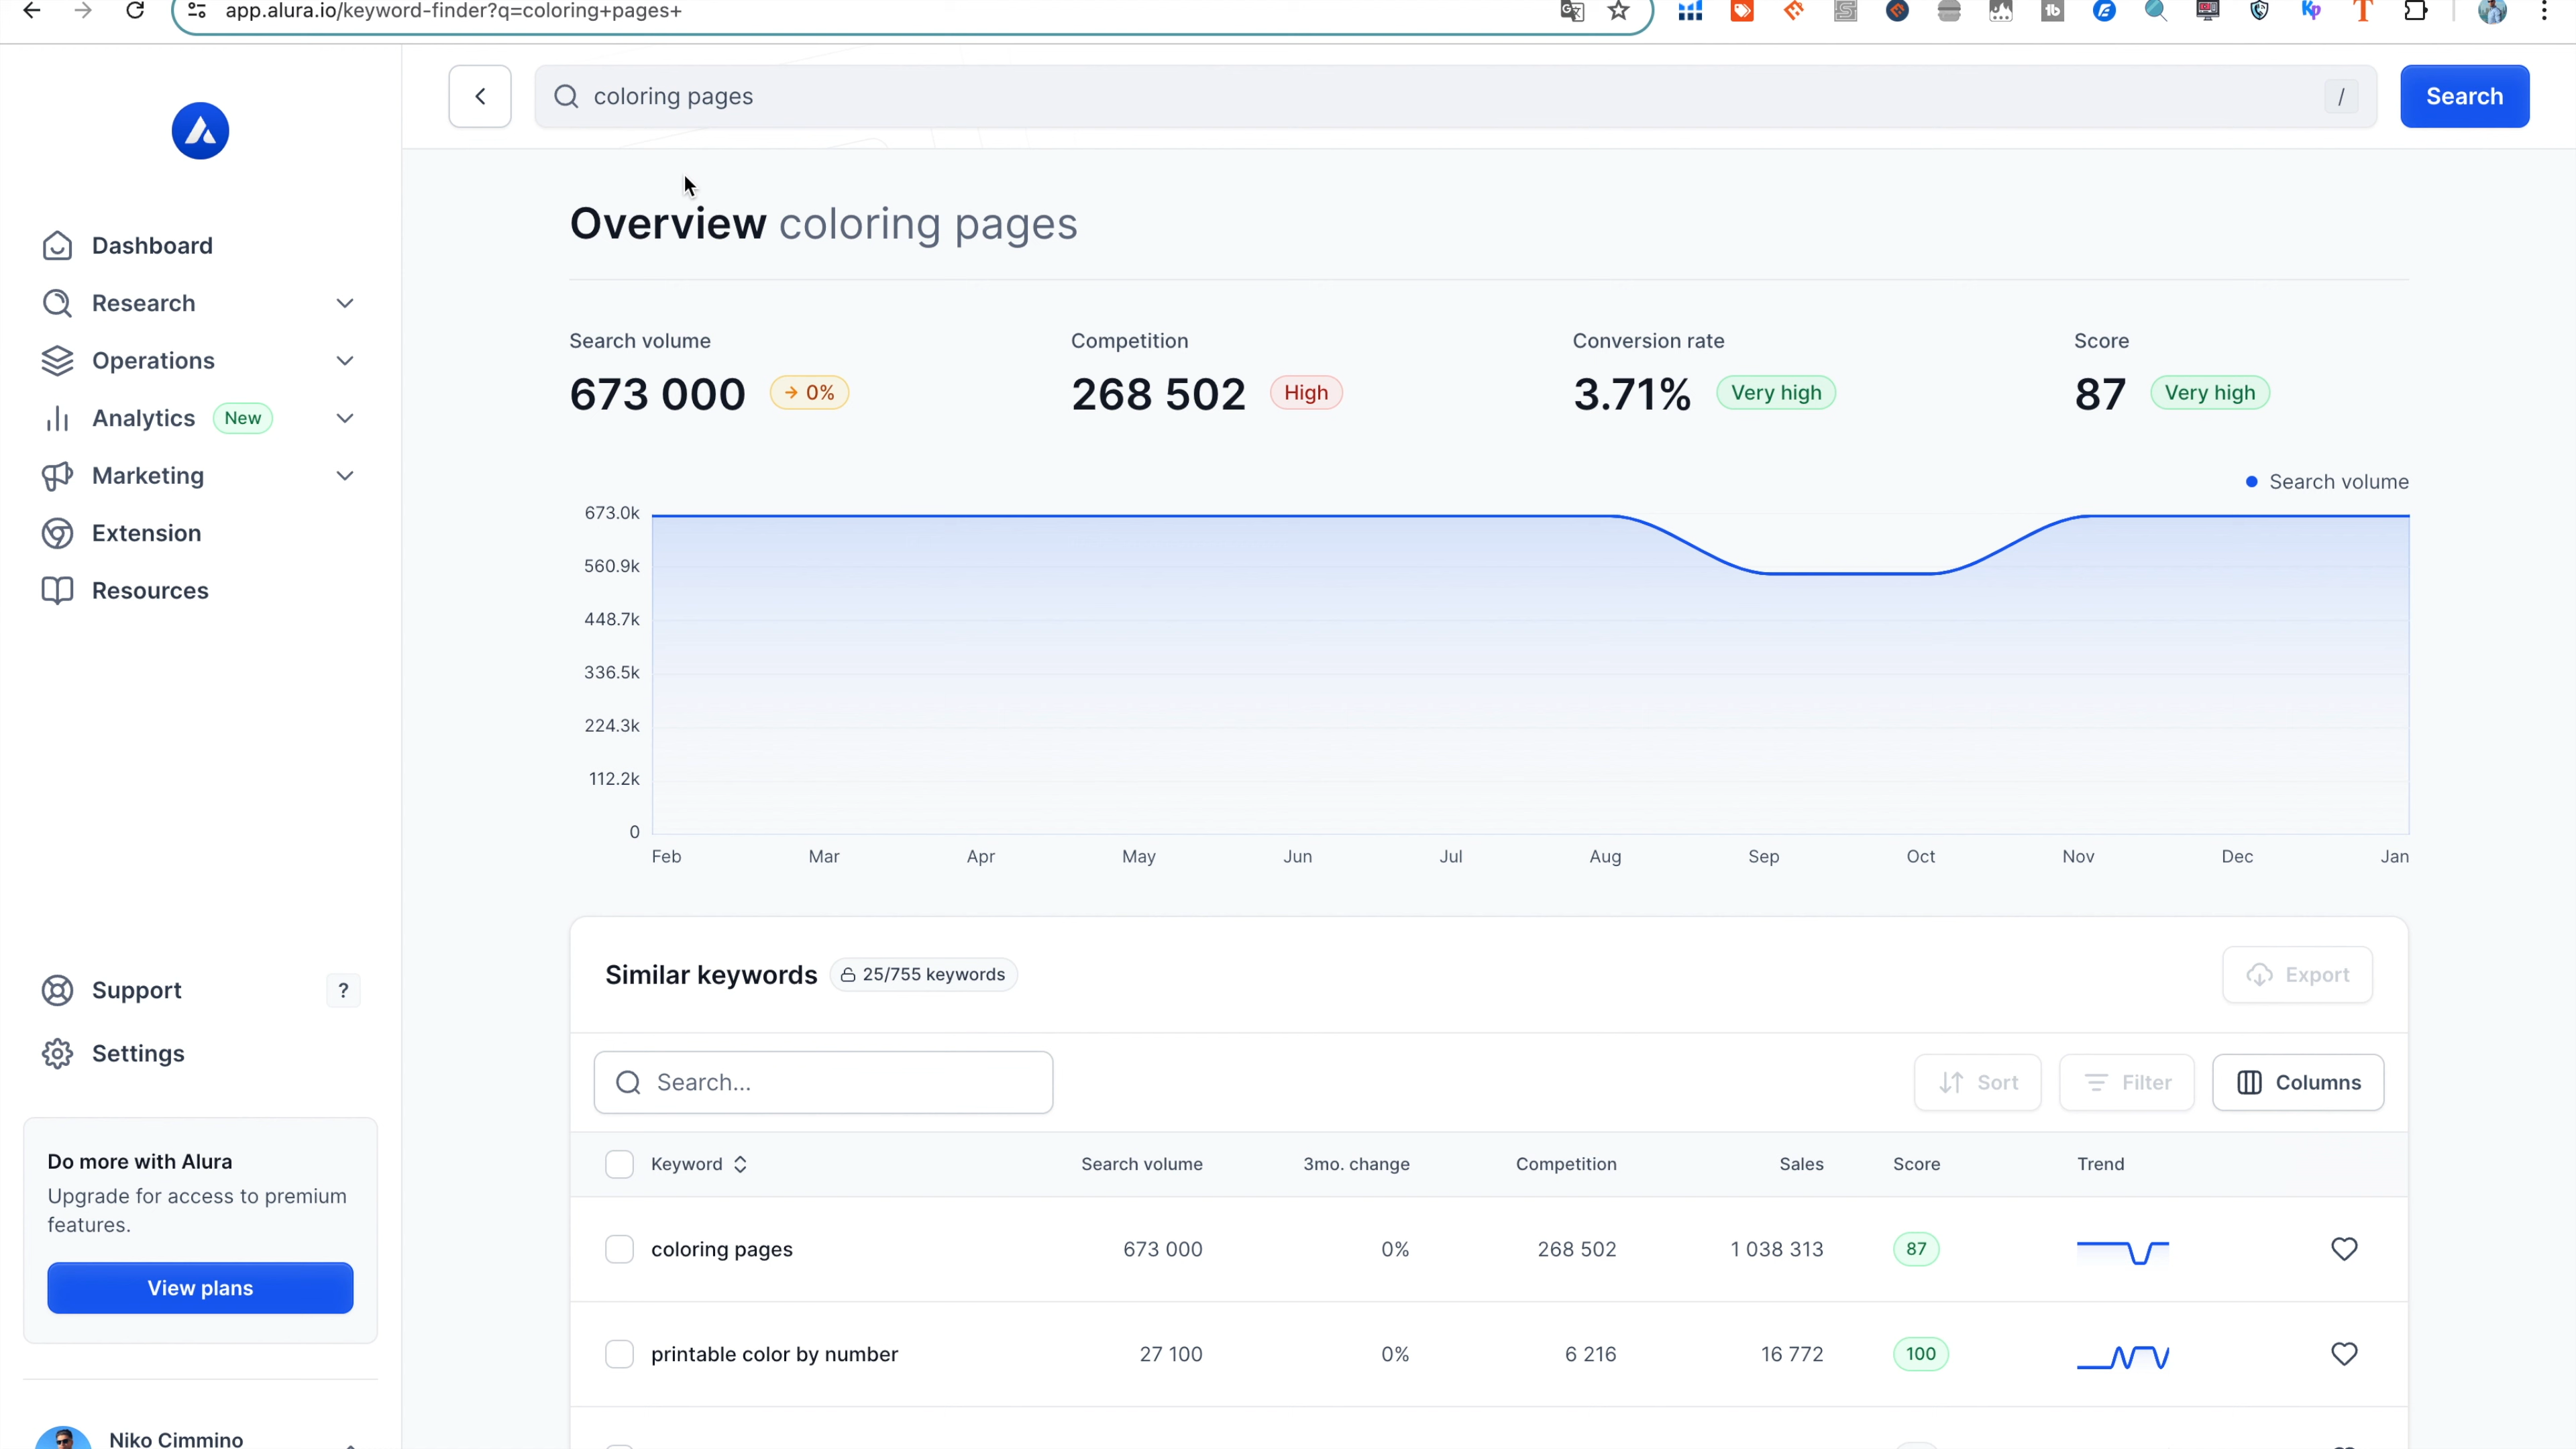 app.alura.io/keyword-finder?q=coloring+pages+
coloring pages
/
Search
Dashboard
Research
Operations
Analytics New
Marketing
Extension
Resources
Support ?
Settings
Do more with Alura
Upgrade for access to premium
features.
View plans
Niko Cimmino
Overview coloring pages
Search volume
673 000 → 0%
Competition
268 502 High
Conversion rate
3.71% Very high
Score
87 Very high
Search volume
673.0k
560.9k
448.7k
336.5k
224.3k
112.2k
0
Feb Mar Apr May Jun Jul Aug Sep Oct Nov Dec Jan
Similar keywords 25/755 keywords
Export
Search...
Sort Filter Columns
Keyword Search volume 3mo. change Competition Sales Score Trend
coloring pages 673 000 0% 268 502 1 038 313 87
printable color by number 27 100 0% 6 216 16 772 100